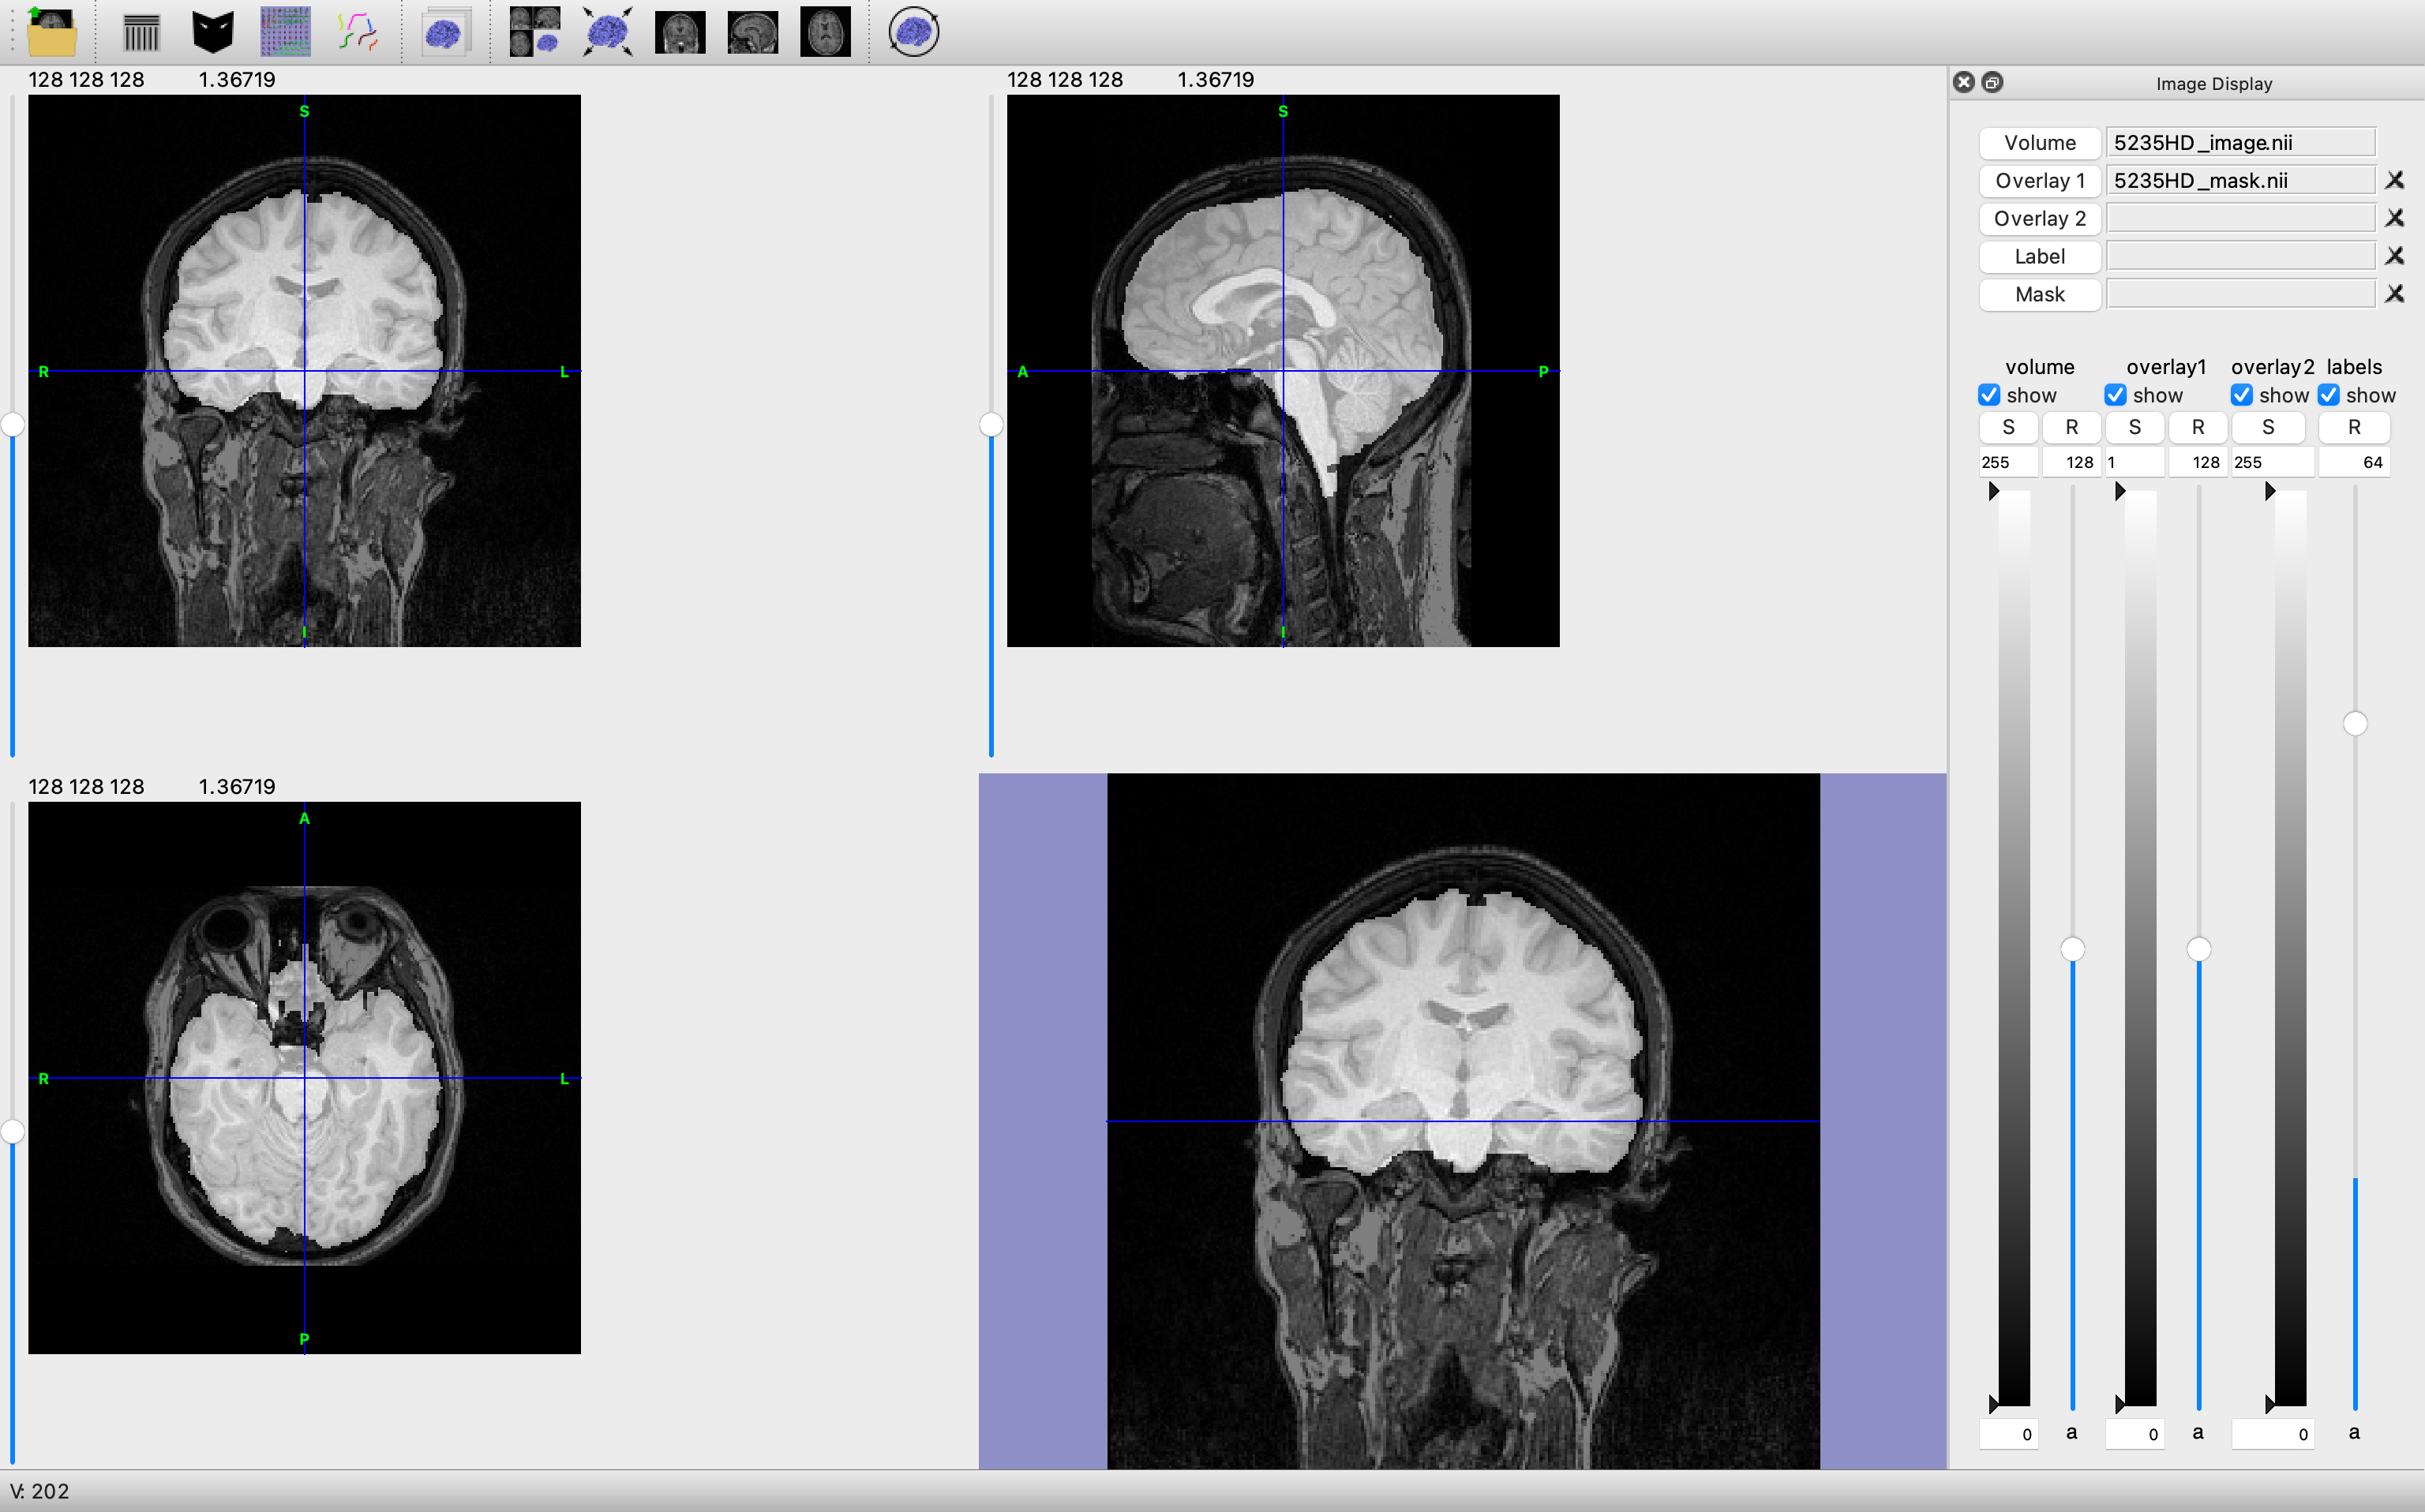 128 128 128 1.36719
S
R L
I
128 128 128 1.36719
S
A P
I
128 128 128 1.36719
A
R L
P
Image Display
Volume 5235HD_image.nii
Overlay 1 5235HD_mask.nii
Overlay 2
Label
Mask
volume overlay1 overlay2 labels
show show show show
S R S R S R
255 128 1 128 255 64
0 a 0 a 0 a
V: 202